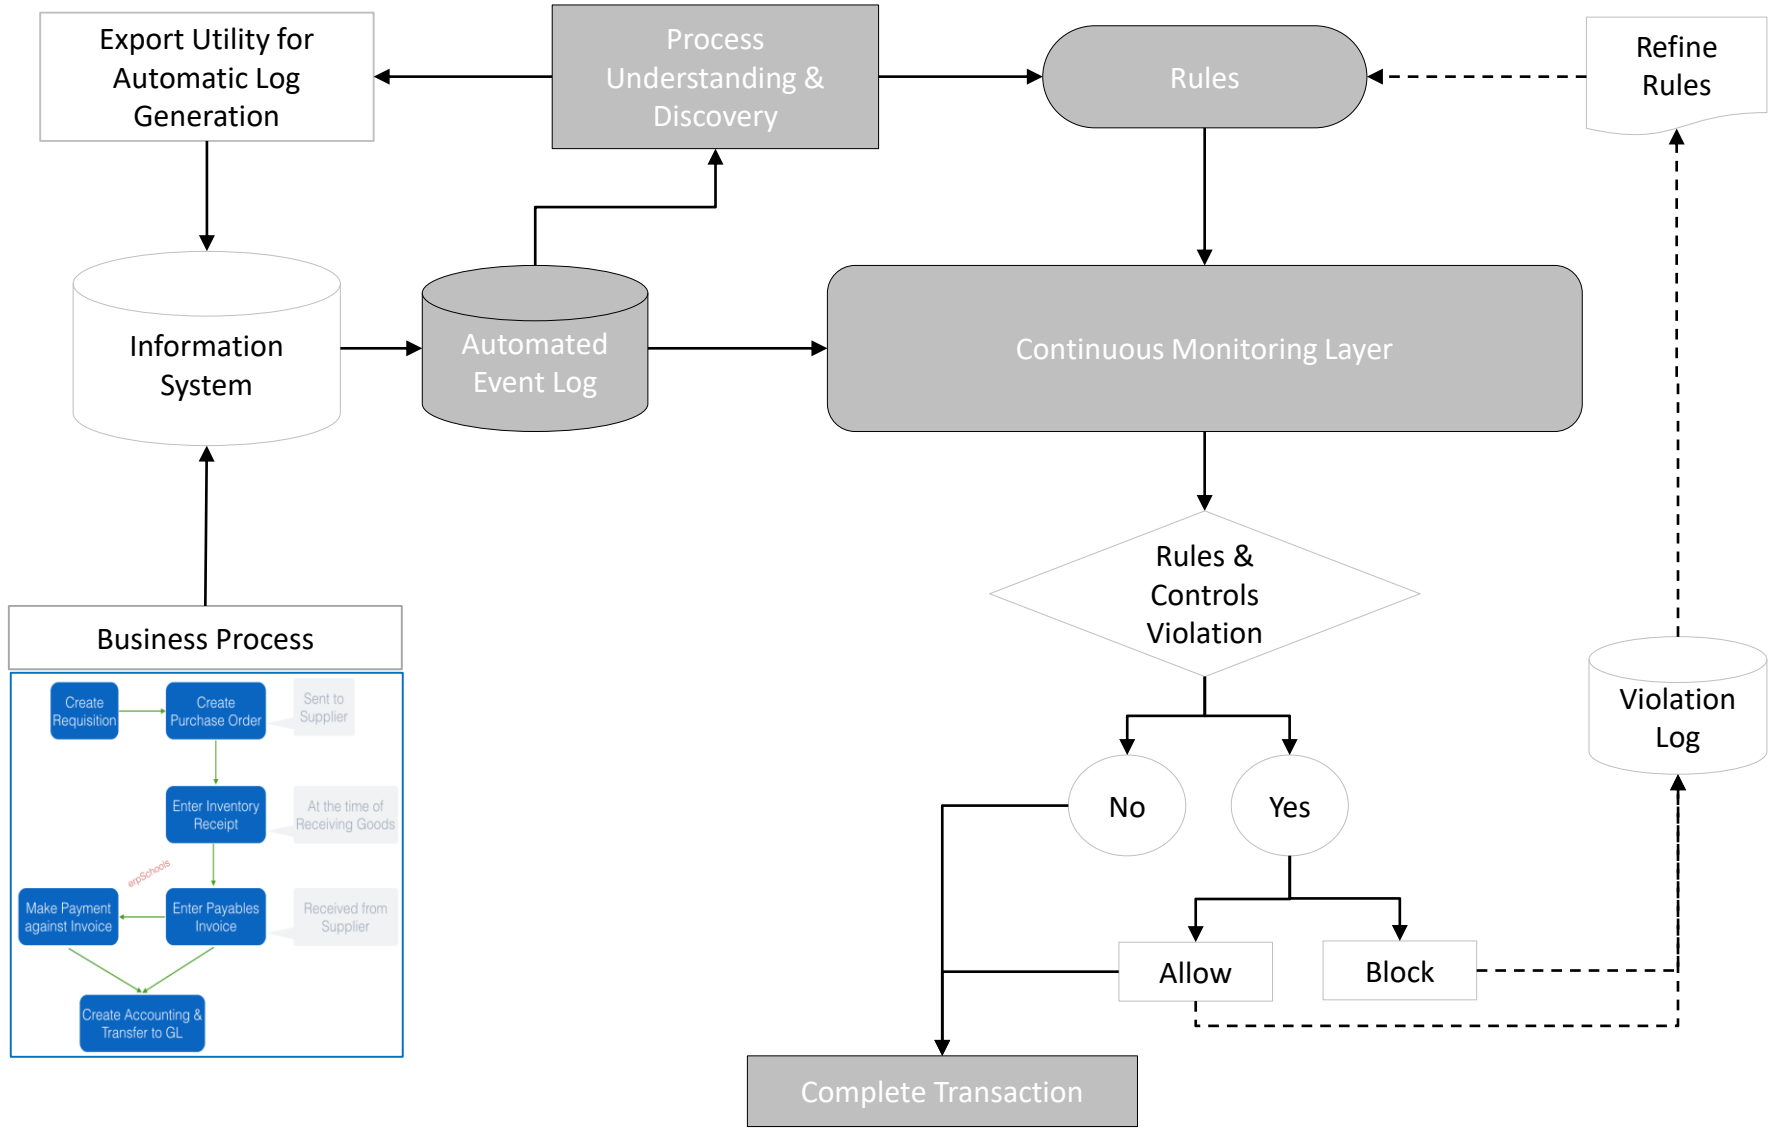 Export Utility for
Automatic Log
Generation
Process
Understanding &
Discovery
Rules
Refine
Rules
Information
System
Automated
Event Log
Continuous Monitoring Layer
Rules &
Controls
Violation
Business Process
Create
Requisition
Create
Purchase Order
Sent to
Supplier
Enter Inventory
Receipt
At the time of
Receiving Goods
erpSchools
Make Payment
against Invoice
Enter Payables
Invoice
Received from
Supplier
Create Accounting &
Transfer to GL
Violation
Log
No
Yes
Allow
Block
Complete Transaction